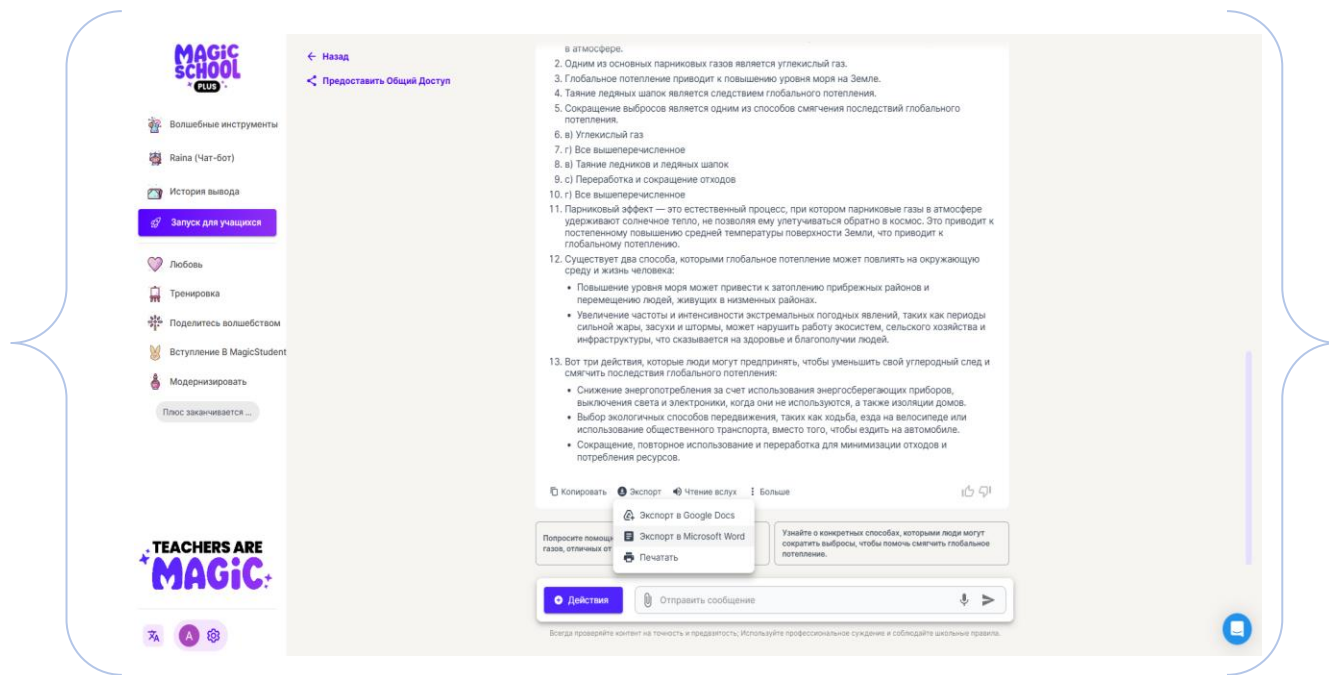 MAGiC
SCHOOL
PLUS
Волшебные инструменты
Raina (Чат-бот)
История вывода
Запуск для учащихся
Любовь
Тренировка
Поделитесь волшебством
Вступление В MagicStudent
Модернизировать
Плюс заканчивается ...
TEACHERS ARE
MAGiC
A
Назад
Предоставить Общий Доступ
в атмосфере.
2. Одним из основных парниковых газов является углекислый газ.
3. Глобальное потепление приводит к повышению уровня моря на Земле.
4. Таяние ледяных шапок является следствием глобального потепления.
5. Сокращение выбросов является одним из способов смягчения последствий глобального
потепления.
6. в) Углекислый газ
7. г) Все вышеперечисленное
8. в) Таяние ледников и ледяных шапок
9. с) Переработка и сокращение отходов
10. г) Все вышеперечисленное
11. Парниковый эффект — это естественный процесс, при котором парниковые газы в атмосфере
удерживают солнечное тепло, не позволяя ему улетучиваться обратно в космос. Это приводит к
постепенному повышению средней температуры поверхности Земли, что приводит к
глобальному потеплению.
12. Существует два способа, которыми глобальное потепление может повлиять на окружающую
среду и жизнь человека:
• Повышение уровня моря может привести к затоплению прибрежных районов и
перемещению людей, живущих в низменных районах.
• Увеличение частоты и интенсивности экстремальных погодных явлений, таких как периоды
сильной жары, засухи и штормы, может нарушить работу экосистем, сельского хозяйства и
инфраструктуры, что сказывается на здоровье и благополучии людей.
13. Вот три действия, которые люди могут предпринять, чтобы уменьшить свой углеродный след и
смягчить последствия глобального потепления:
• Снижение энергопотребления за счет использования энергосберегающих приборов,
выключения света и электроники, когда они не используются, а также изоляции домов.
• Выбор экологичных способов передвижения, таких как ходьба, езда на велосипеде или
использование общественного транспорта, вместо того, чтобы ездить на автомобиле.
• Сокращение, повторное использование и переработка для минимизации отходов и
потребления ресурсов.
Копировать Экспорт Чтение вслух Больше
Экспорт в Google Docs
Экспорт в Microsoft Word
Печатать
Попросите помощи
газов, отличных от
Узнайте о конкретных способах, которыми люди могут
сократить выбросы, чтобы помочь смягчить глобальное
потепление.
Действия
Отправить сообщение
Всегда проверяйте контент на точность и предвзятость; Используйте профессиональное суждение и соблюдайте школьные правила.